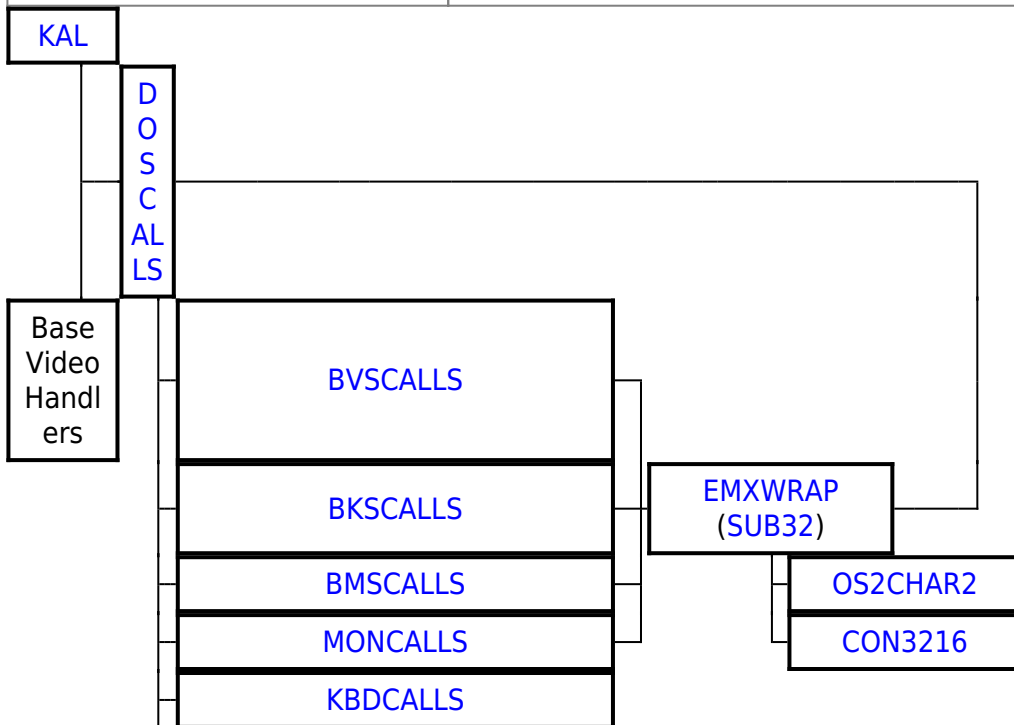 KAL
D
O
S
C
AL
LS
Base
Video
Handl
ers
BVSCALLS
BKSCALLS
EMXWRAP
(SUB32)
BMSCALLS
OS2CHAR2
MONCALLS
CON3216
KBDCALLS